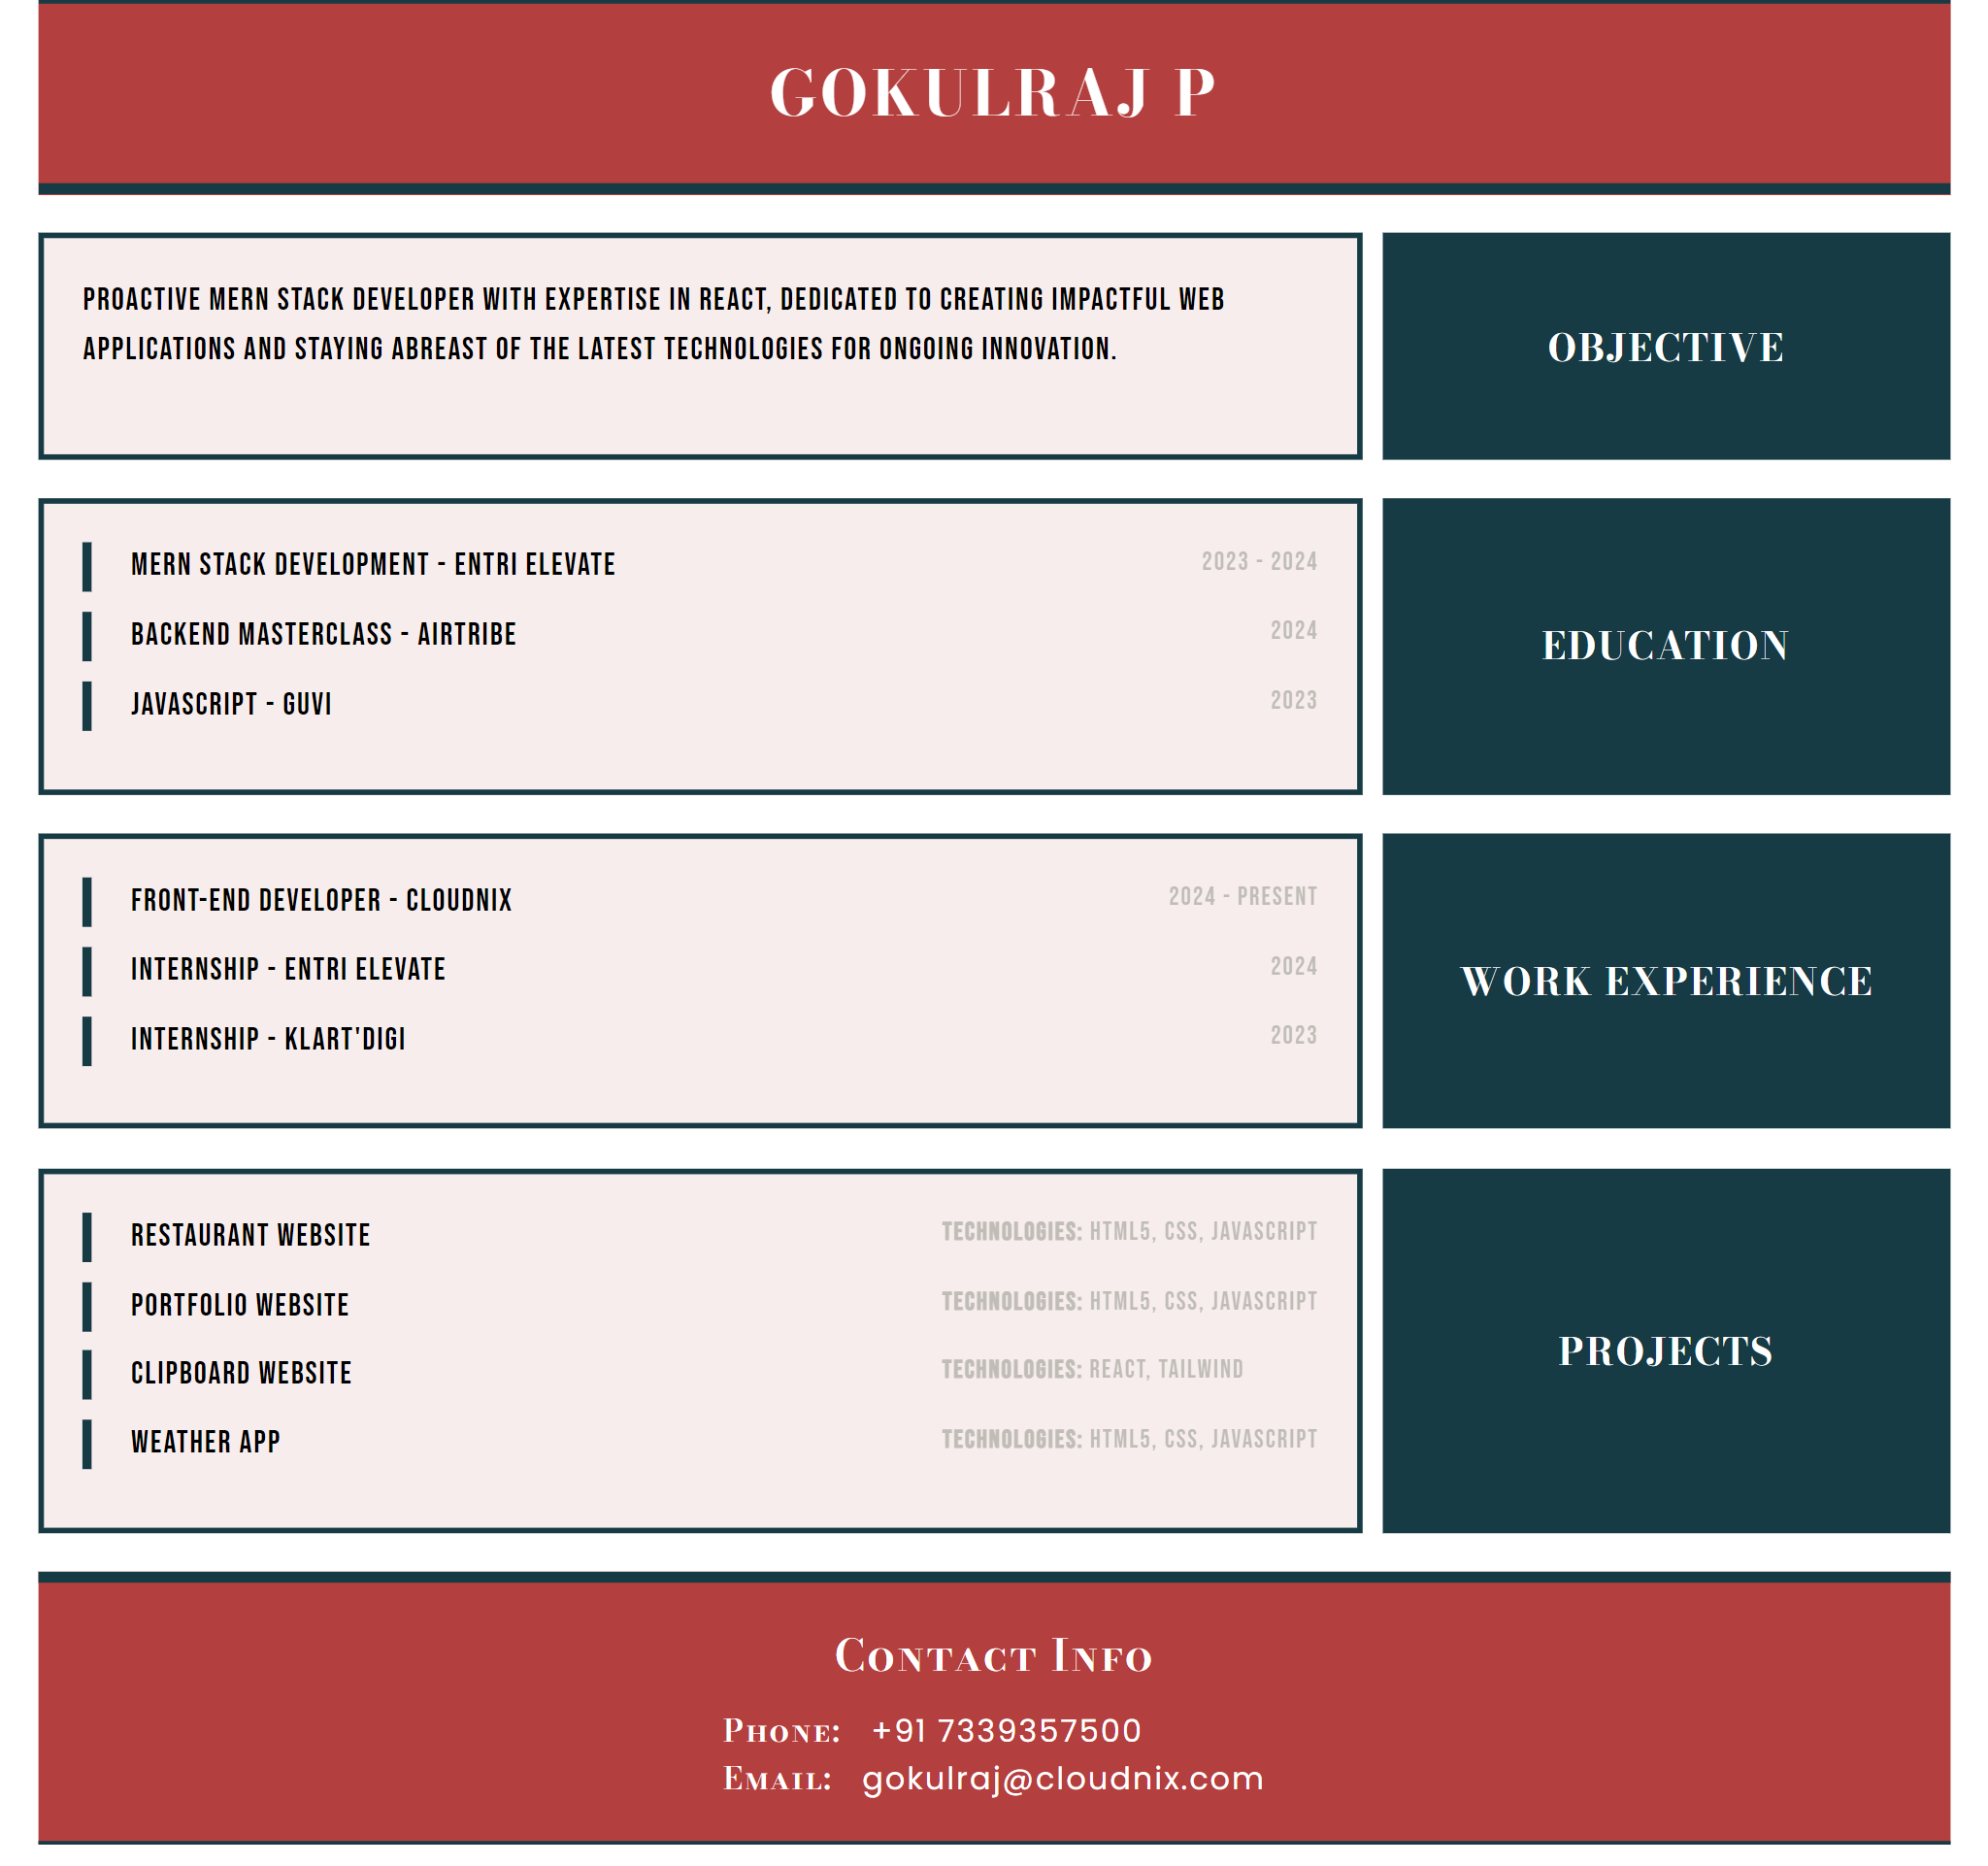 GOKULRAJ P
PROACTIVE MERN STACK DEVELOPER WITH EXPERTISE IN REACT, DEDICATED TO CREATING IMPACTFUL WEB
APPLICATIONS AND STAYING ABREAST OF THE LATEST TECHNOLOGIES FOR ONGOING INNOVATION.
OBJECTIVE
MERN STACK DEVELOPMENT - ENTRI ELEVATE 2023 - 2024
BACKEND MASTERCLASS - AIRTRIBE 2024
JAVASCRIPT - GUVI 2023
EDUCATION
FRONT-END DEVELOPER - CLOUDNIX 2024 - PRESENT
INTERNSHIP - ENTRI ELEVATE 2024
INTERNSHIP - KLART'DIGI 2023
WORK EXPERIENCE
RESTAURANT WEBSITE TECHNOLOGIES: HTML5, CSS, JAVASCRIPT
PORTFOLIO WEBSITE TECHNOLOGIES: HTML5, CSS, JAVASCRIPT
CLIPBOARD WEBSITE TECHNOLOGIES: REACT, TAILWIND
WEATHER APP TECHNOLOGIES: HTML5, CSS, JAVASCRIPT
PROJECTS
Contact Info
Phone: +91 7339357500
Email: gokulraj@cloudnix.com